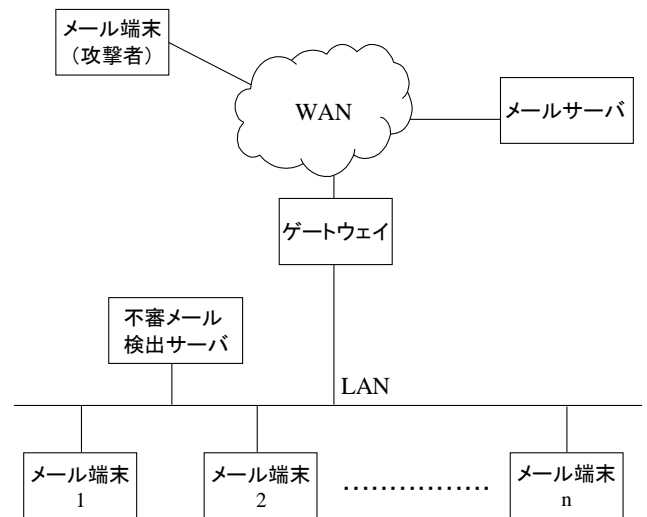 メール端末
（攻撃者）
WAN
メールサーバ
ゲートウェイ
不審メール
検出サーバ
LAN
メール端末
1
メール端末
2
................
メール端末
n